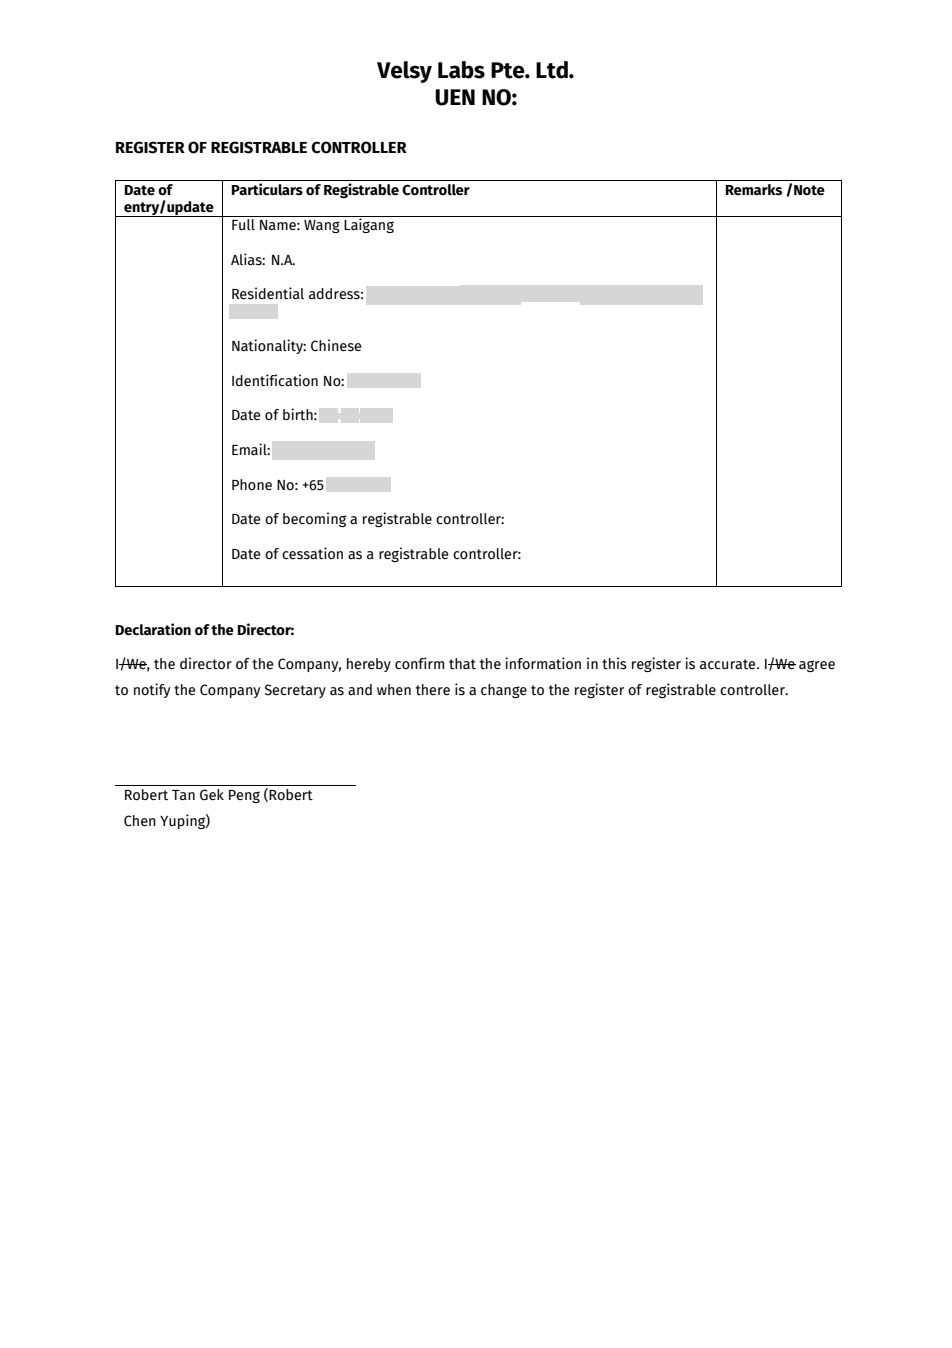 Velsy Labs Pte. Ltd.
UEN NO:
REGISTER OF REGISTRABLE CONTROLLER
Date of
entry/update
Particulars of Registrable Controller
Remarks /Note
Full Name: Wang Laigang
Alias: N.A.
Residential address:
Nationality: Chinese
Identification No:
Date of birth:
Email:
Phone No: +65
Date of becoming a registrable controller:
Date of cessation as a registrable controller:
Declaration of the Director:
I/We, the director of the Company, hereby confirm that the information in this register is accurate. I/We agree
to notify the Company Secretary as and when there is a change to the register of registrable controller.
Robert Tan Gek Peng (Robert
Chen Yuping)